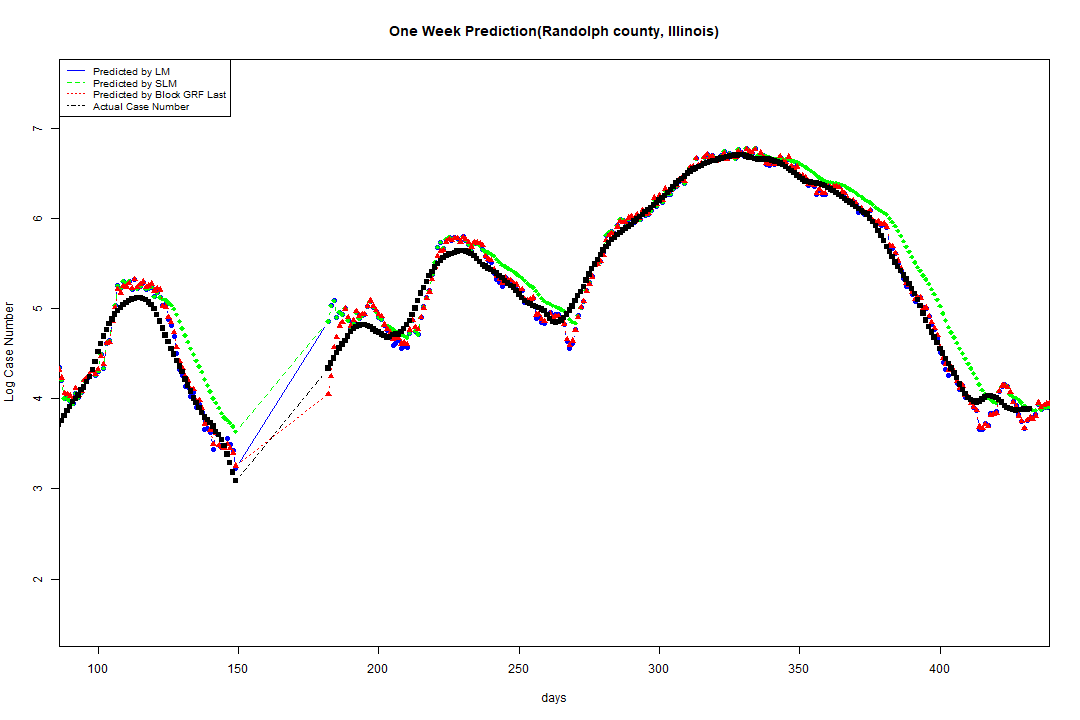 One Week Prediction(Randolph county, Illinois)
Predicted by LM
Predicted by SLM
Predicted by Block GRF Last
Actual Case Number
Log Case Number
7
6
5
4
3
2
100 150 200 250 300 350 400
days